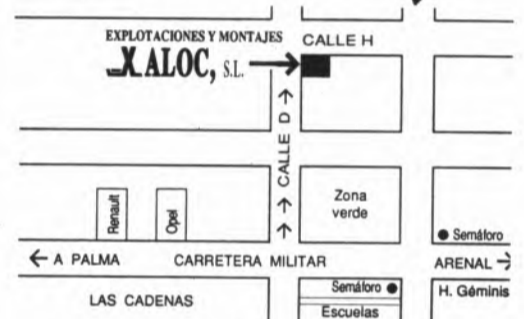 EXPLOTACIONES Y MONTAJES
XALOC, S.L.
CALLE H
CALLE D
Renault
Opel
Zona
verde
Semáforo
A PALMA
CARRETERA MILITAR
ARENAL
LAS CADENAS
Semáforo
Escuelas
H. Géminis